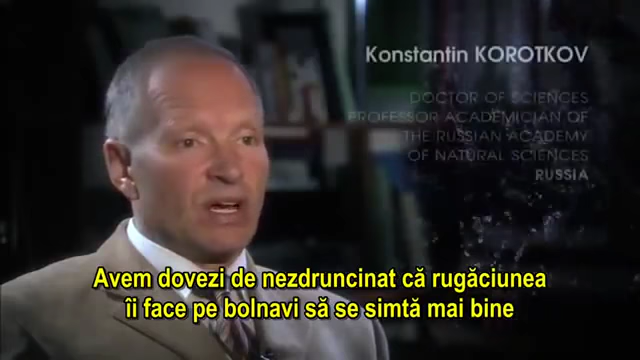 Konstantin KOROTKOV
DOCTOR OF SCIENCES
PROFESSOR ACADEMICIAN OF
THE RUSSIAN ACADEMY
OF NATURAL SCIENCES
RUSSIA
Avem dovezi de nezdruncinat că rugăciunea
îi face pe bolnavi să se simtă mai bine